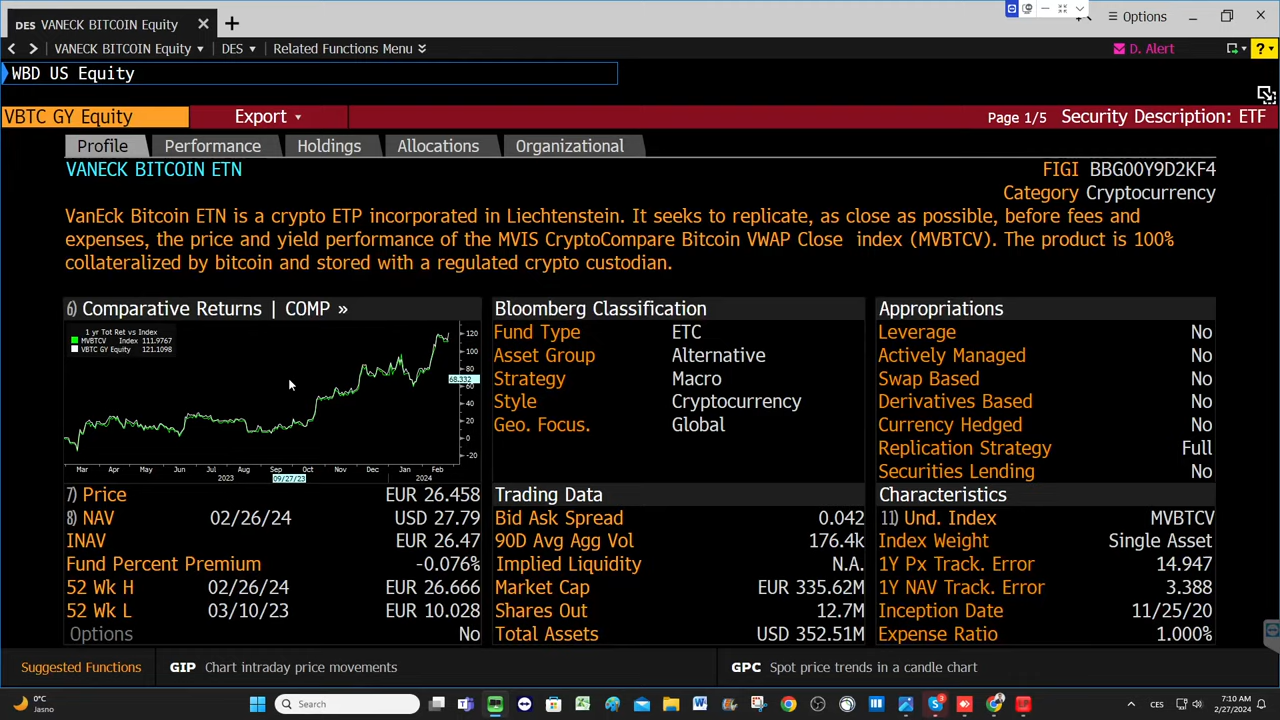 DES VANECK BITCOIN Equity
Options
VANECK BITCOIN Equity DES Related Functions Menu D. Alert ?
WBD US Equity
VBTC GY Equity Export Page 1/5 Security Description: ETF
Profile Performance Holdings Allocations Organizational
VANECK BITCOIN ETN FIGI BBG00Y9D2KF4
Category Cryptocurrency
VanEck Bitcoin ETN is a crypto ETP incorporated in Liechtenstein. It seeks to replicate, as close as possible, before fees and
expenses, the price and yield performance of the MVIS CryptoCompare Bitcoin VWAP Close index (MVBTCV). The product is 100%
collateralized by bitcoin and stored with a regulated crypto custodian.
6) Comparative Returns | COMP »
1 yr Tot Ret vs Index
MVBTCV Index 111.9767
VBTC GY Equity 121.1098
120
100
80
68.332
60
40
20
0
-20
Mar Apr May Jun Jul Aug Sep Oct Nov Dec Jan Feb
2023 09/27/23 2024
7) Price EUR 26.458
8) NAV 02/26/24 USD 27.79
INAV EUR 26.47
Fund Percent Premium -0.076%
52 Wk H 02/26/24 EUR 26.666
52 Wk L 03/10/23 EUR 10.028
Options No
Bloomberg Classification
Fund Type ETC
Asset Group Alternative
Strategy Macro
Style Cryptocurrency
Geo. Focus. Global
Trading Data
Bid Ask Spread 0.042
90D Avg Agg Vol 176.4k
Implied Liquidity N.A.
Market Cap EUR 335.62M
Shares Out 12.7M
Total Assets USD 352.51M
Appropriations
Leverage No
Actively Managed No
Swap Based No
Derivatives Based No
Currency Hedged No
Replication Strategy Full
Securities Lending No
Characteristics
11) Und. Index MVBTCV
Index Weight Single Asset
1Y Px Track. Error 14.947
1Y NAV Track. Error 3.388
Inception Date 11/25/20
Expense Ratio 1.000%
Suggested Functions GIP Chart intraday price movements GPC Spot price trends in a candle chart
0°C
Jasno
Search
3
CES
7:10 AM
2/27/2024